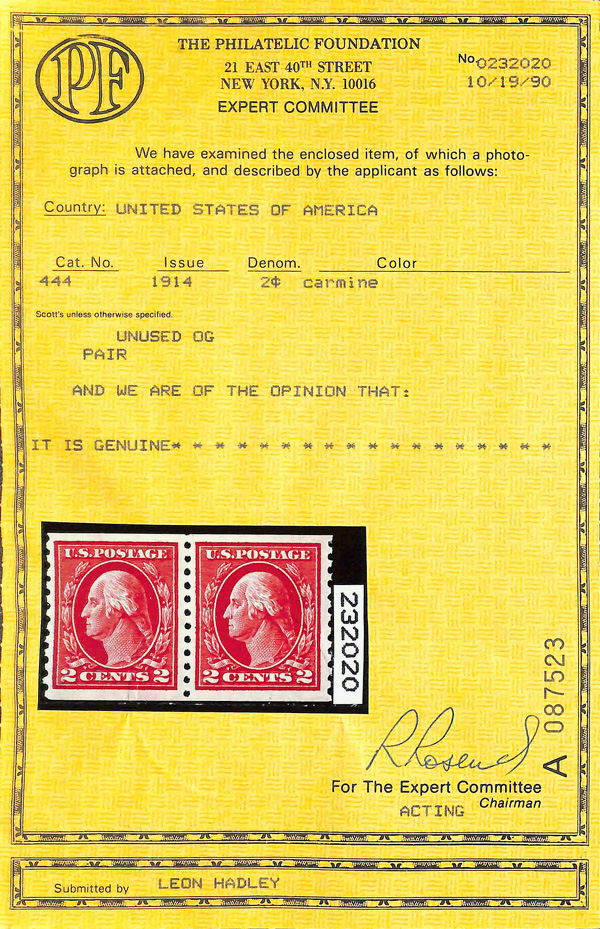 PF
THE PHILATELIC FOUNDATION
21 EAST 40TH STREET
NEW YORK, N.Y. 10016
EXPERT COMMITTEE
No 0232020
10/19/90
We have examined the enclosed item, of which a photo-
graph is attached, and described by the applicant as follows:
Country: UNITED STATES OF AMERICA
Cat. No. Issue Denom. Color
444 1914 2¢ carmine
Scott's unless otherwise specified.
UNUSED OG
PAIR
AND WE ARE OF THE OPINION THAT:
IT IS GENUINE* * * * * * * * * * * * * * * * * *
U.S. POSTAGE U.S. POSTAGE
2 CENTS 2 2 CENTS 2
232020
A 087523
For The Expert Committee
ACTING Chairman
Submitted by LEON HADLEY